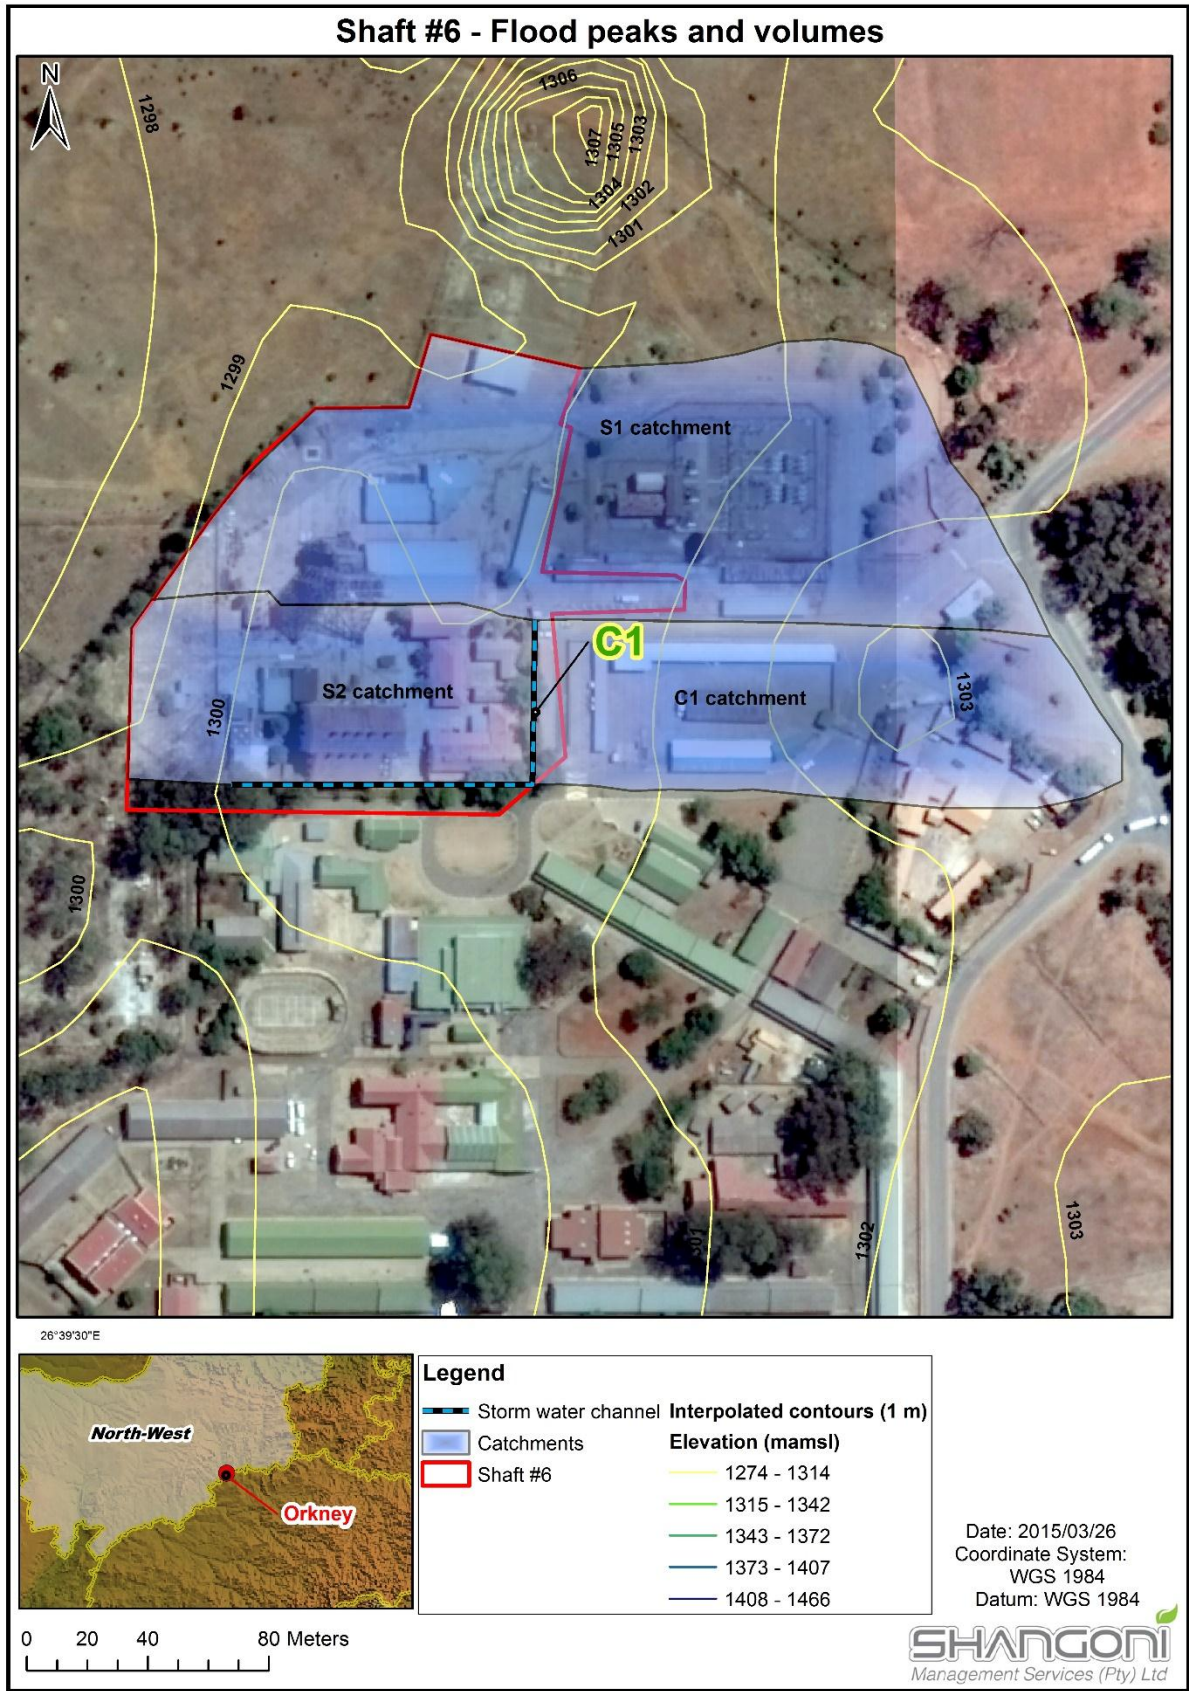 Shaft #6 - Flood peaks and volumes
N
1306
1298
1307
1305
1303
1304
1302
1301
1299
S1 catchment
C1
S2 catchment
C1 catchment
1303
1300
1300
1303
1302
26°39'30"E
North-West
Orkney
Legend
Storm water channel
Catchments
Shaft #6
Interpolated contours (1 m)
Elevation (mamsl)
1274 - 1314
1315 - 1342
1343 - 1372
1373 - 1407
1408 - 1466
Date: 2015/03/26
Coordinate System:
WGS 1984
Datum: WGS 1984
0 20 40 80 Meters
SHANGONI
Management Services (Pty) Ltd